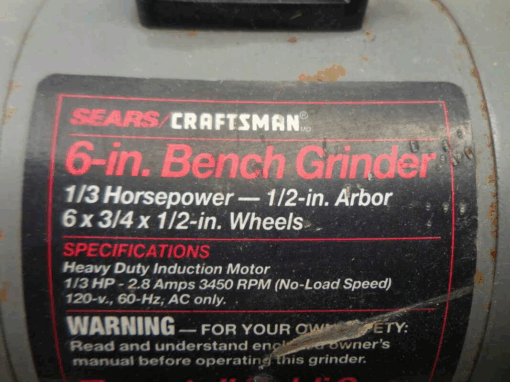 SEARS/CRAFTSMAN®
6-in. Bench Grinder
1/3 Horsepower — 1/2-in. Arbor
6 x 3/4 x 1/2-in. Wheels
SPECIFICATIONS
Heavy Duty Induction Motor
1/3 HP - 2.8 Amps 3450 RPM (No-Load Speed)
120-v., 60-Hz, AC only.
WARNING — FOR YOUR OWN
Read and understand owner's
manual before operating this grinder.